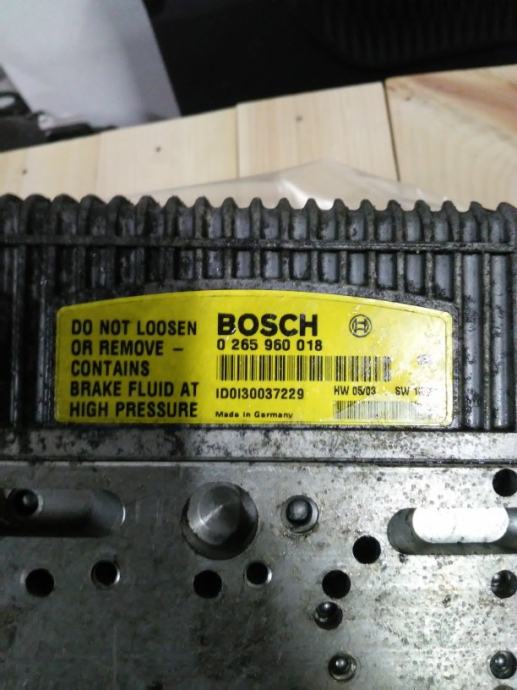 DO NOT LOOSEN
OR REMOVE –
CONTAINS
BRAKE FLUID AT
HIGH PRESSURE
BOSCH
0 265 960 018
ID0I30037229
Made in Germany
HW 05/03 SW